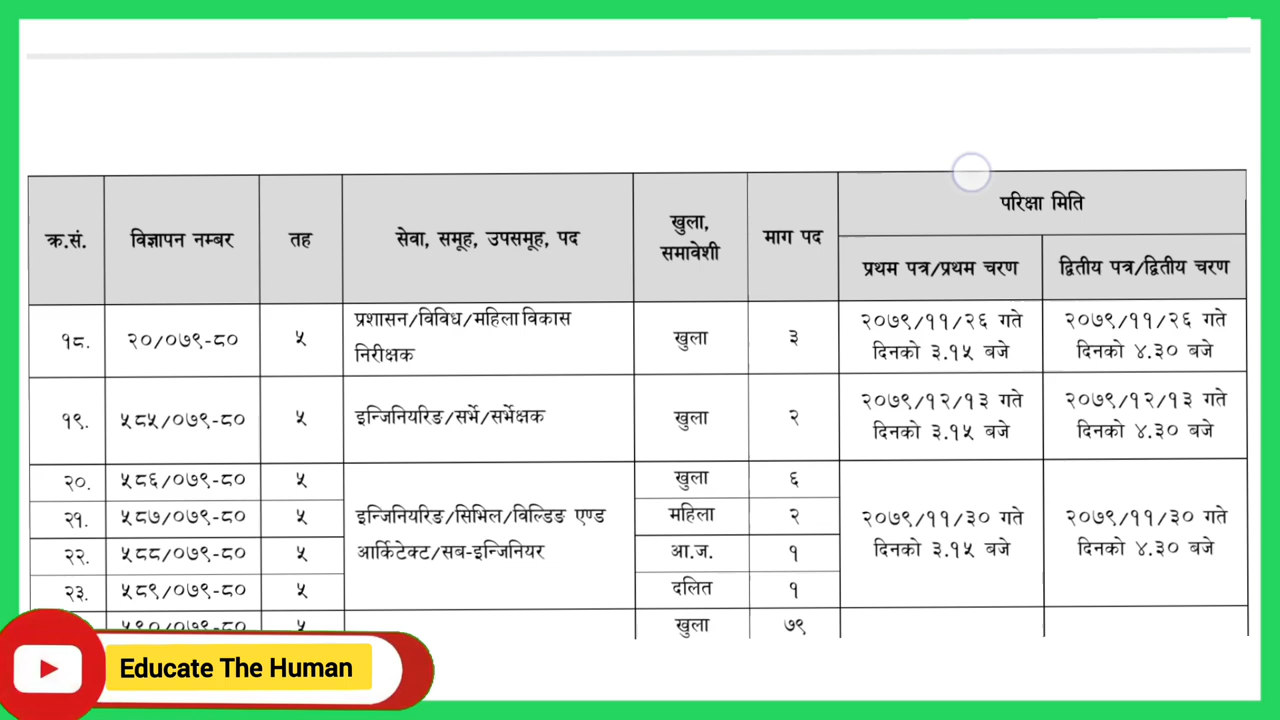 क्र.सं. विज्ञापन नम्बर तह सेवा, समूह, उपसमूह, पद खुला, समावेशी माग पद परिक्षा मिति
प्रथम पत्र/प्रथम चरण द्वितीय पत्र/द्वितीय चरण
१८. २०/०७९-८० ५ प्रशासन/विविध/महिला विकास निरीक्षक खुला ३ २०७९/११/२६ गते दिनको ३.१५ बजे २०७९/११/२६ गते दिनको ४.३० बजे
१९. ५८५/०७९-८० ५ इन्जिनियरिङ/सर्भे/सर्भेक्षक खुला २ २०७९/१२/१३ गते दिनको ३.१५ बजे २०७९/१२/१३ गते दिनको ४.३० बजे
२०. ५८६/०७९-८० ५ इन्जिनियरिङ/सिभिल/विल्डिङ एण्ड आर्किटेक्ट/सब-इन्जिनियर खुला ६ २०७९/११/३० गते दिनको ३.१५ बजे २०७९/११/३० गते दिनको ४.३० बजे
२१. ५८७/०७९-८० ५ महिला २
२२. ५८८/०७९-८० ५ आ.ज. १
२३. ५८९/०७९-८० ५ दलित १
५९०/०७९-८० ५ खुला ७९
Educate The Human